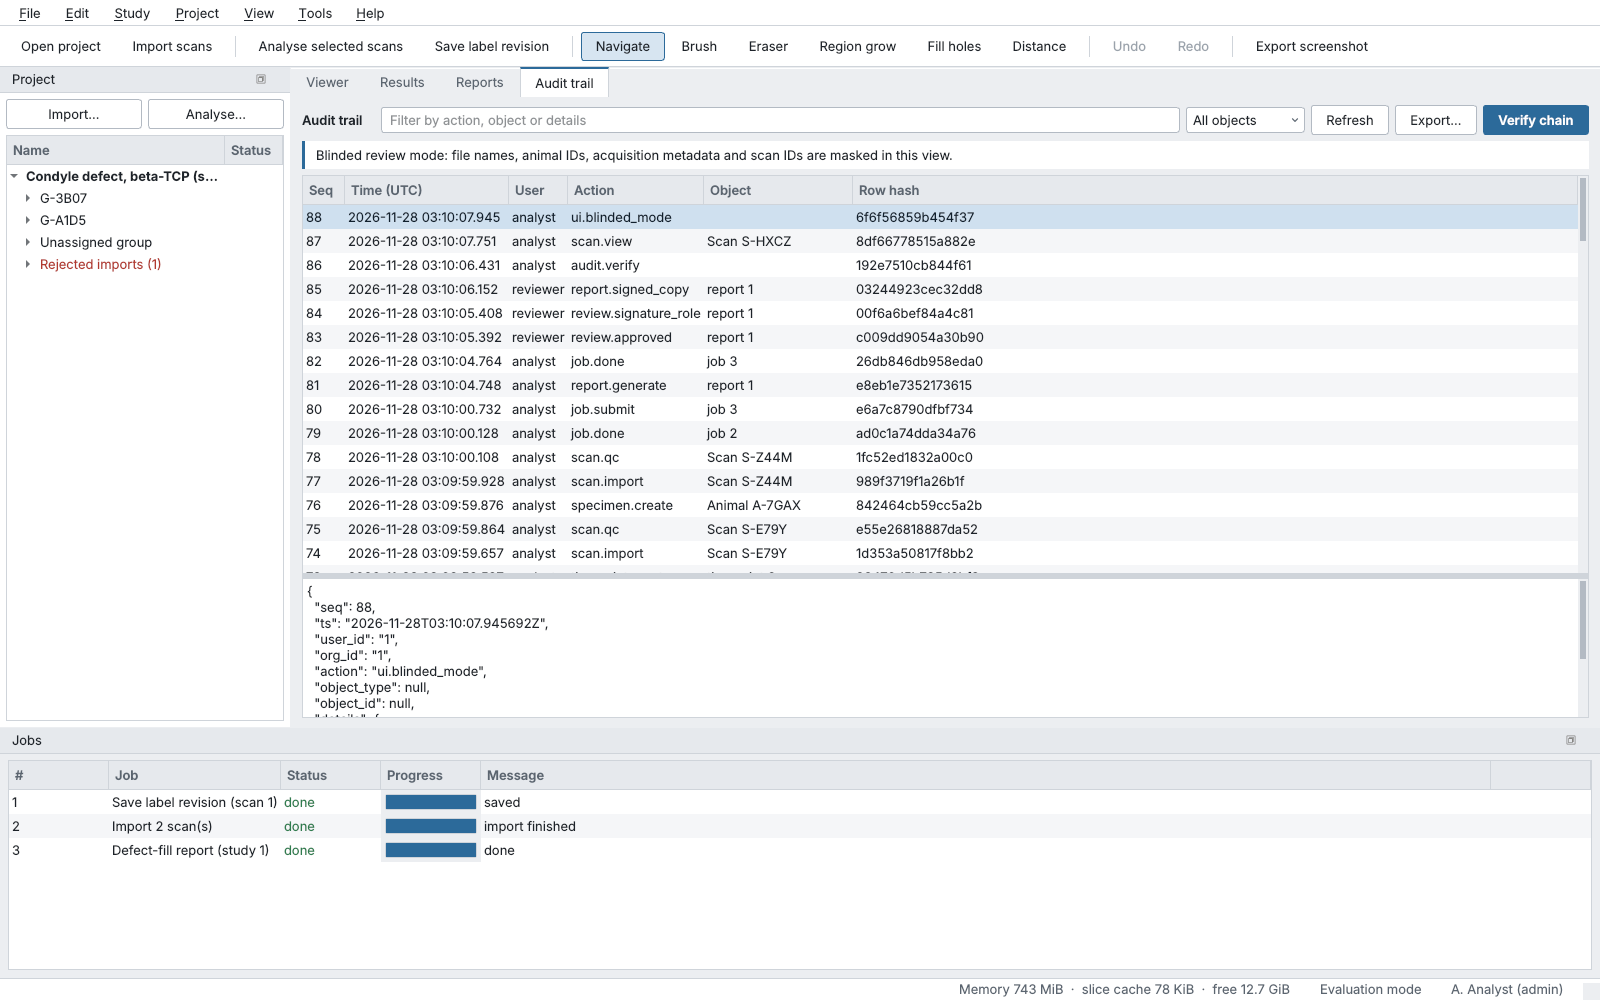 File Edit Study Project View Tools Help
Open project Import scans Analyse selected scans Save label revision Navigate Brush Eraser Region grow Fill holes Distance Undo Redo Export screenshot
Project
Import... Analyse...
Name Status
Condyle defect, beta-TCP (s...
G-3B07
G-A1D5
Unassigned group
Rejected imports (1)
Viewer Results Reports Audit trail
Audit trail Filter by action, object or details All objects Refresh Export... Verify chain
Blinded review mode: file names, animal IDs, acquisition metadata and scan IDs are masked in this view.
Seq Time (UTC) User Action Object Row hash
88 2026-11-28 03:10:07.945 analyst ui.blinded_mode 6f6f56859b454f37
87 2026-11-28 03:10:07.751 analyst scan.view Scan S-HXCZ 8df66778515a882e
86 2026-11-28 03:10:06.431 analyst audit.verify 192e7510cb844f61
85 2026-11-28 03:10:06.152 reviewer report.signed_copy report 1 03244923cec32dd8
84 2026-11-28 03:10:05.408 reviewer review.signature_role report 1 00f6a6bef84a4c81
83 2026-11-28 03:10:05.392 reviewer review.approved report 1 c009dd9054a30b90
82 2026-11-28 03:10:04.764 analyst job.done job 3 26db846db958eda0
81 2026-11-28 03:10:04.748 analyst report.generate report 1 e8eb1e7352173615
80 2026-11-28 03:10:00.732 analyst job.submit job 3 e6a7c8790dfbf734
79 2026-11-28 03:10:00.128 analyst job.done job 2 ad0c1a74dda34a76
78 2026-11-28 03:10:00.108 analyst scan.qc Scan S-Z44M 1fc52ed1832a00c0
77 2026-11-28 03:09:59.928 analyst scan.import Scan S-Z44M 989f3719f1a26b1f
76 2026-11-28 03:09:59.876 analyst specimen.create Animal A-7GAX 842464cb59cc5a2b
75 2026-11-28 03:09:59.864 analyst scan.qc Scan S-E79Y e55e26818887da52
74 2026-11-28 03:09:59.657 analyst scan.import Scan S-E79Y 1d353a50817f8bb2
{
"seq": 88,
"ts": "2026-11-28T03:10:07.945692Z",
"user_id": "1",
"org_id": "1",
"action": "ui.blinded_mode",
"object_type": null,
"object_id": null,
Jobs
# Job Status Progress Message
1 Save label revision (scan 1) done saved
2 Import 2 scan(s) done import finished
3 Defect-fill report (study 1) done done
Memory 743 MiB · slice cache 78 KiB · free 12.7 GiB Evaluation mode A. Analyst (admin)